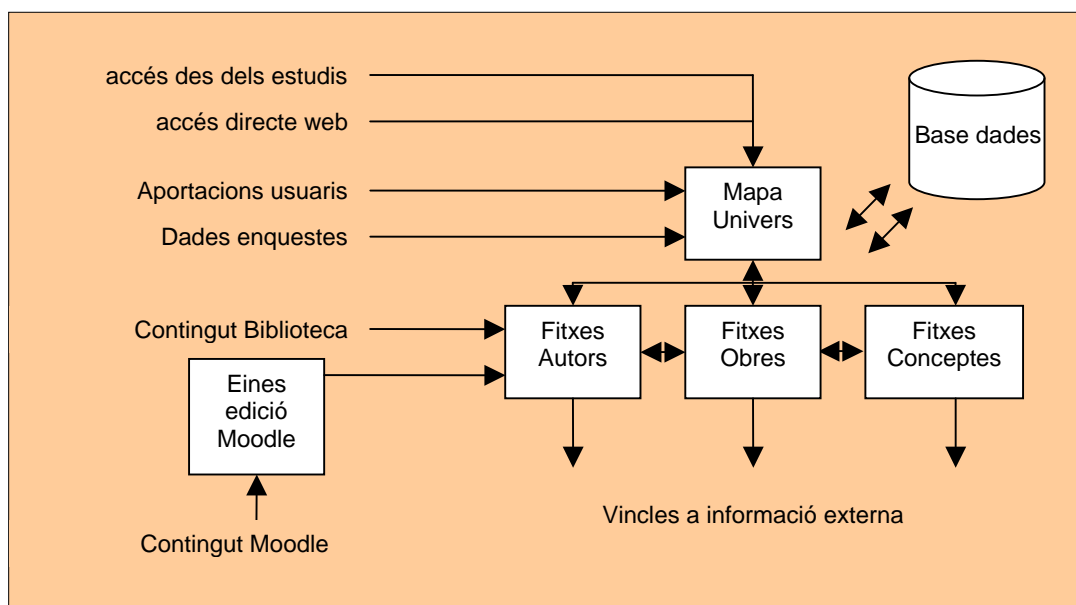 accés des dels estudis
accés directe web
Base dades
Aportacions usuaris
Mapa
Univers
Dades enquestes
Contingut Biblioteca
Fitxes
Autors
Fitxes
Obres
Fitxes
Conceptes
Eines
edició
Moodle
Vincles a informació externa
Contingut Moodle